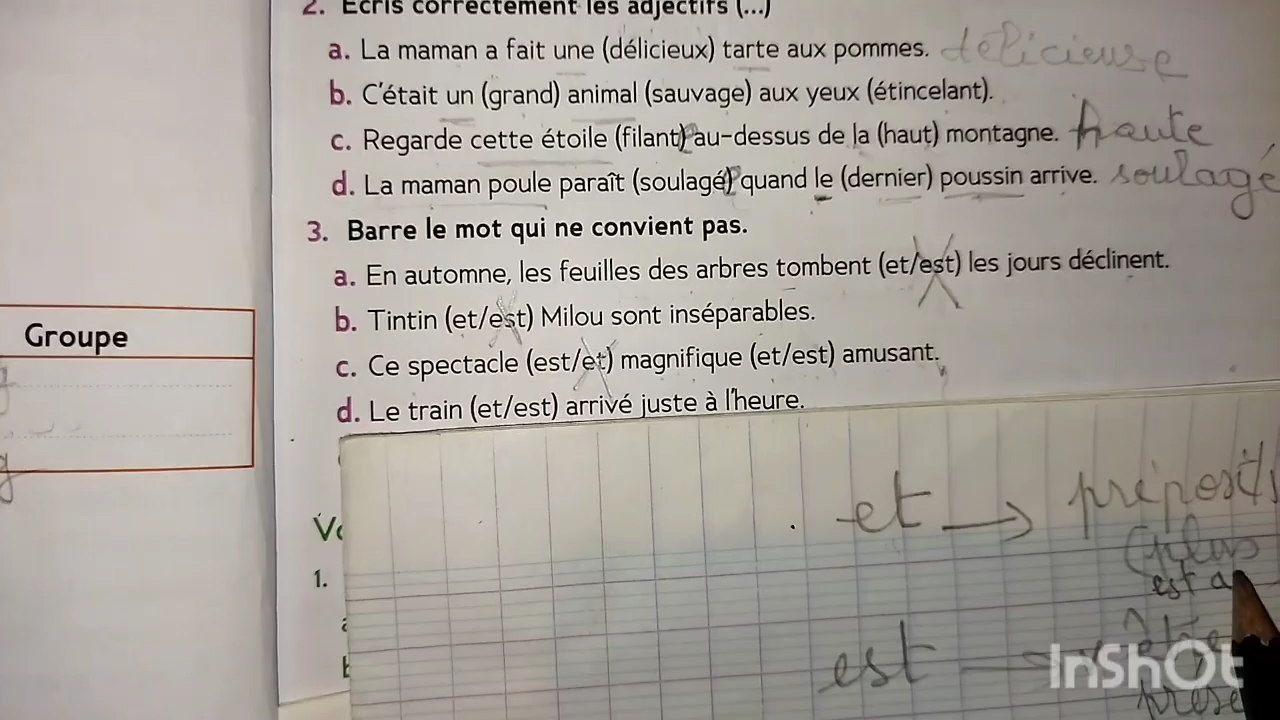 2. Ecris correctement les adjectifs (...)
a. La maman a fait une (délicieux) tarte aux pommes. délicieuse
b. C'était un (grand) animal (sauvage) aux yeux (étincelant).
c. Regarde cette étoile (filant) au-dessus de la (haut) montagne. haute
d. La maman poule paraît (soulagé) quand le (dernier) poussin arrive. soulagé
3. Barre le mot qui ne convient pas.
a. En automne, les feuilles des arbres tombent (et/est) les jours déclinent.
b. Tintin (et/est) Milou sont inséparables.
Groupe
c. Ce spectacle (est/et) magnifique (et/est) amusant.
d. Le train (et/est) arrivé juste à l'heure.
et →
(plus
1.
est a
est
InShOt